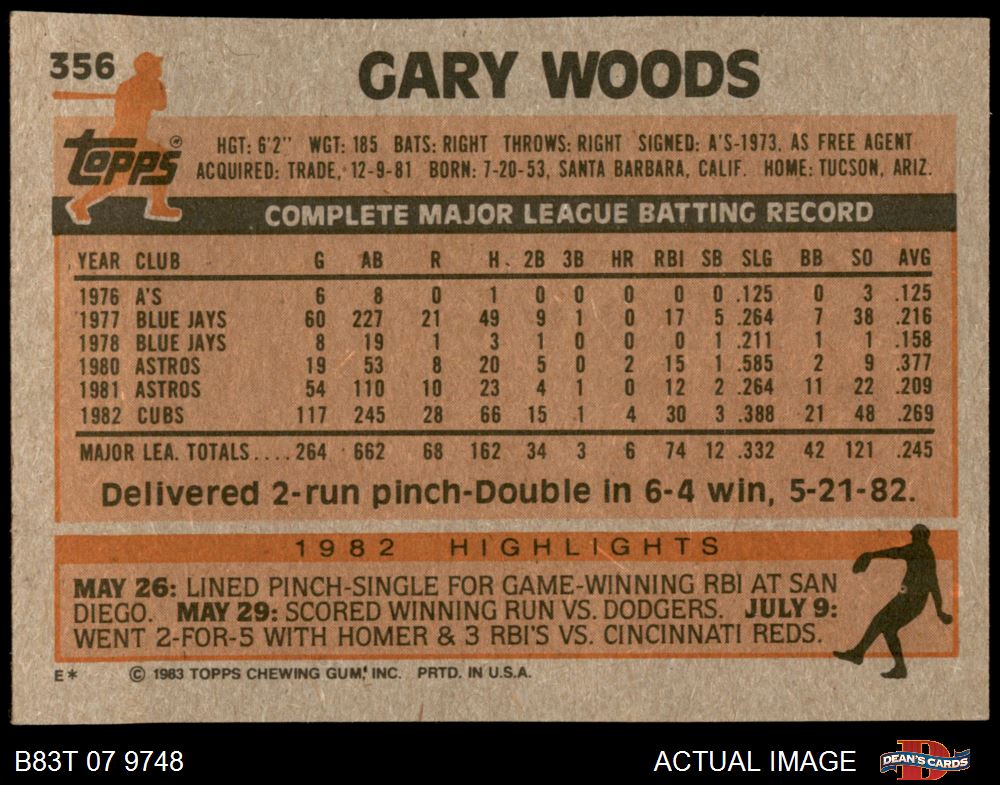 356
GARY WOODS
topps®
HGT: 6'2" WGT: 185 BATS: RIGHT THROWS: RIGHT SIGNED: A'S-1973, AS FREE AGENT
ACQUIRED: TRADE, 12-9-81 BORN: 7-20-53, SANTA BARBARA, CALIF. HOME: TUCSON, ARIZ.
COMPLETE MAJOR LEAGUE BATTING RECORD
YEAR CLUB G AB R H 2B 3B HR RBI SB SLG BB SO AVG
1976 A'S 6 8 0 1 0 0 0 0 0 .125 0 3 .125
1977 BLUE JAYS 60 227 21 49 9 1 0 17 5 .264 7 38 .216
1978 BLUE JAYS 8 19 1 3 1 0 0 0 1 .211 1 1 .158
1980 ASTROS 19 53 8 20 5 0 2 15 1 .585 2 9 .377
1981 ASTROS 54 110 10 23 4 1 0 12 2 .264 11 22 .209
1982 CUBS 117 245 28 66 15 1 4 30 3 .388 21 48 .269
MAJOR LEA. TOTALS....264 662 68 162 34 3 6 74 12 .332 42 121 .245
Delivered 2-run pinch-Double in 6-4 win, 5-21-82.
1982 HIGHLIGHTS
MAY 26: LINED PINCH-SINGLE FOR GAME-WINNING RBI AT SAN
DIEGO. MAY 29: SCORED WINNING RUN VS. DODGERS. JULY 9:
WENT 2-FOR-5 WITH HOMER & 3 RBI'S VS. CINCINNATI REDS.
E* © 1983 TOPPS CHEWING GUM, INC. PRTD. IN U.S.A.
B83T 07 9748 ACTUAL IMAGE D DEAN'S CARDS